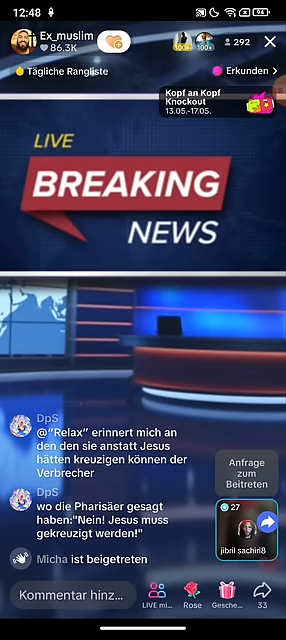 12:48
94
Ex_muslim
86.3K
100+
100+
292
Tägliche Rangliste
Erkunden
Kopf an Kopf
Knockout
13.05.-17.05.
LIVE
BREAKING
NEWS
DpS
@"Relax" erinnert mich an
den den sie anstatt Jesus
hätten kreuzigen können der
Verbrecher
DpS
wo die Pharisäer gesagt
haben:"Nein! Jesus muss
gekreuzigt werden!"
Micha ist beigetreten
Anfrage
zum
Beitreten
27
jibril sachiri8
Kommentar hinz...
LIVE mi...
Rose
Gesche...
33